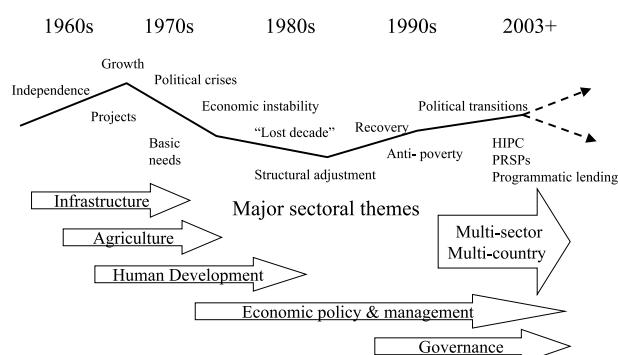 1960s 1970s 1980s 1990s 2003+
Growth
Political crises
Independence
Economic instability
Political transitions
Projects
"Lost decade"
Recovery
Basic
needs
Anti- poverty
HIPC
PRSPs
Structural adjustment
Programmatic lending
Infrastructure
Major sectoral themes
Agriculture
Multi-sector
Multi-country
Human Development
Economic policy & management
Governance